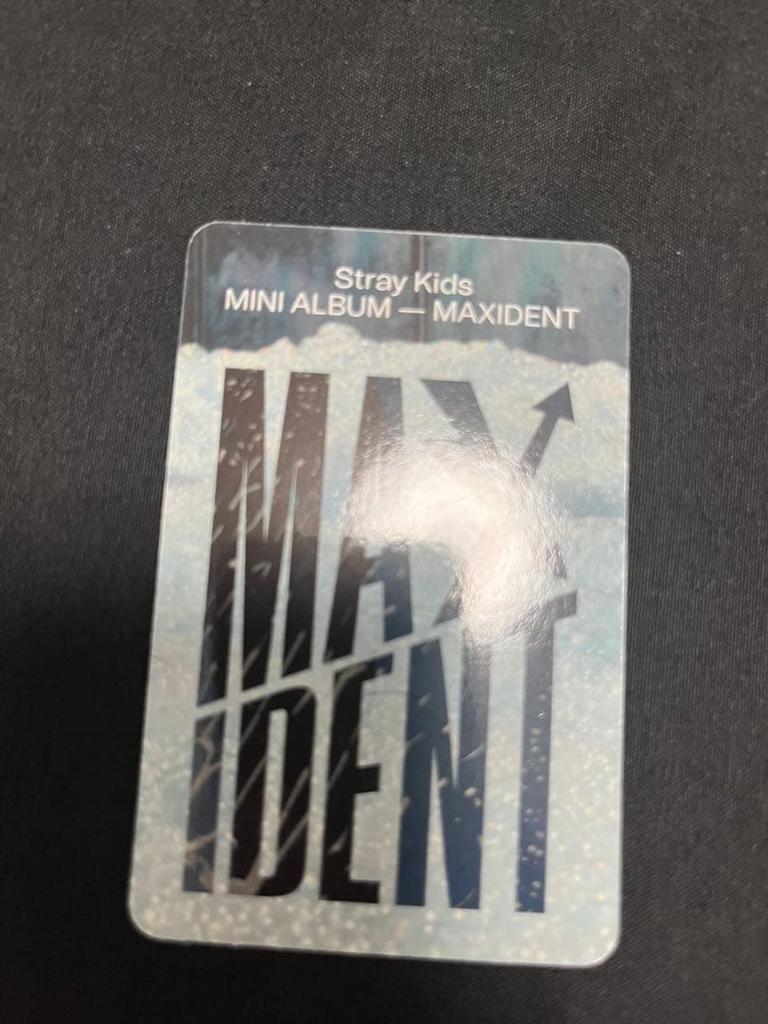 Stray Kids
MINI ALBUM — MAXIDENT
MAX
IDENT